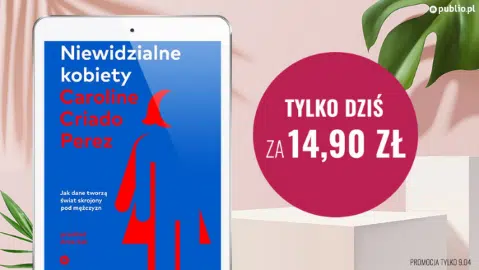 publio.pl
Niewidzialne
kobiety
Caroline
Criado
Perez
Jak dane tworzą
świat skrojony
pod mężczyzn
TYLKO DZIŚ
ZA 14,90 ZŁ
PROMOCJA TYLKO 9.04